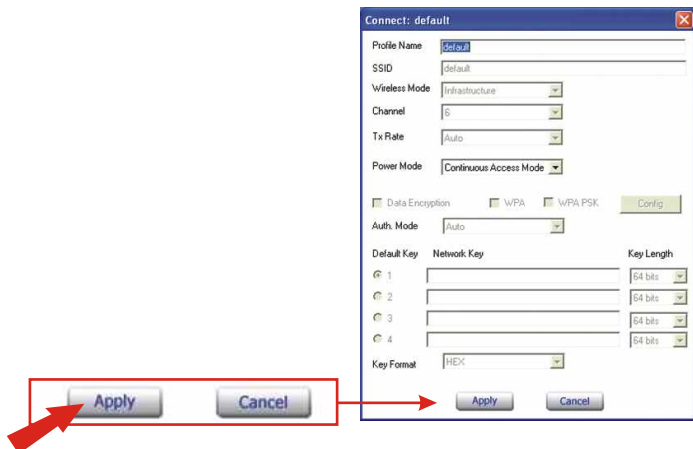 Connect: default
Profile Name default
SSID default
Wireless Mode Infrastructure
Channel 6
Tx Rate Auto
Power Mode Continuous Access Mode
Data Encryption WPA WPA PSK Config
Auth. Mode Auto
Default Key Network Key Key Length
1 64 bits
2 64 bits
3 64 bits
4 64 bits
Key Format HEX
Apply Cancel
Apply Cancel